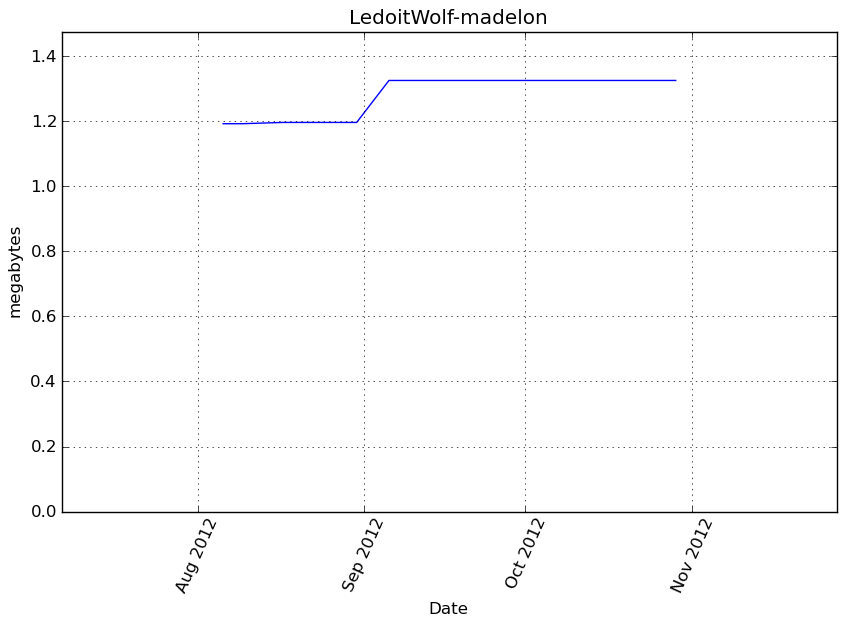 LedoitWolf-madelon
1.4
1.2
1.0
0.8
0.6
0.4
0.2
0.0
megabytes
Aug 2012
Sep 2012
Oct 2012
Nov 2012
Date